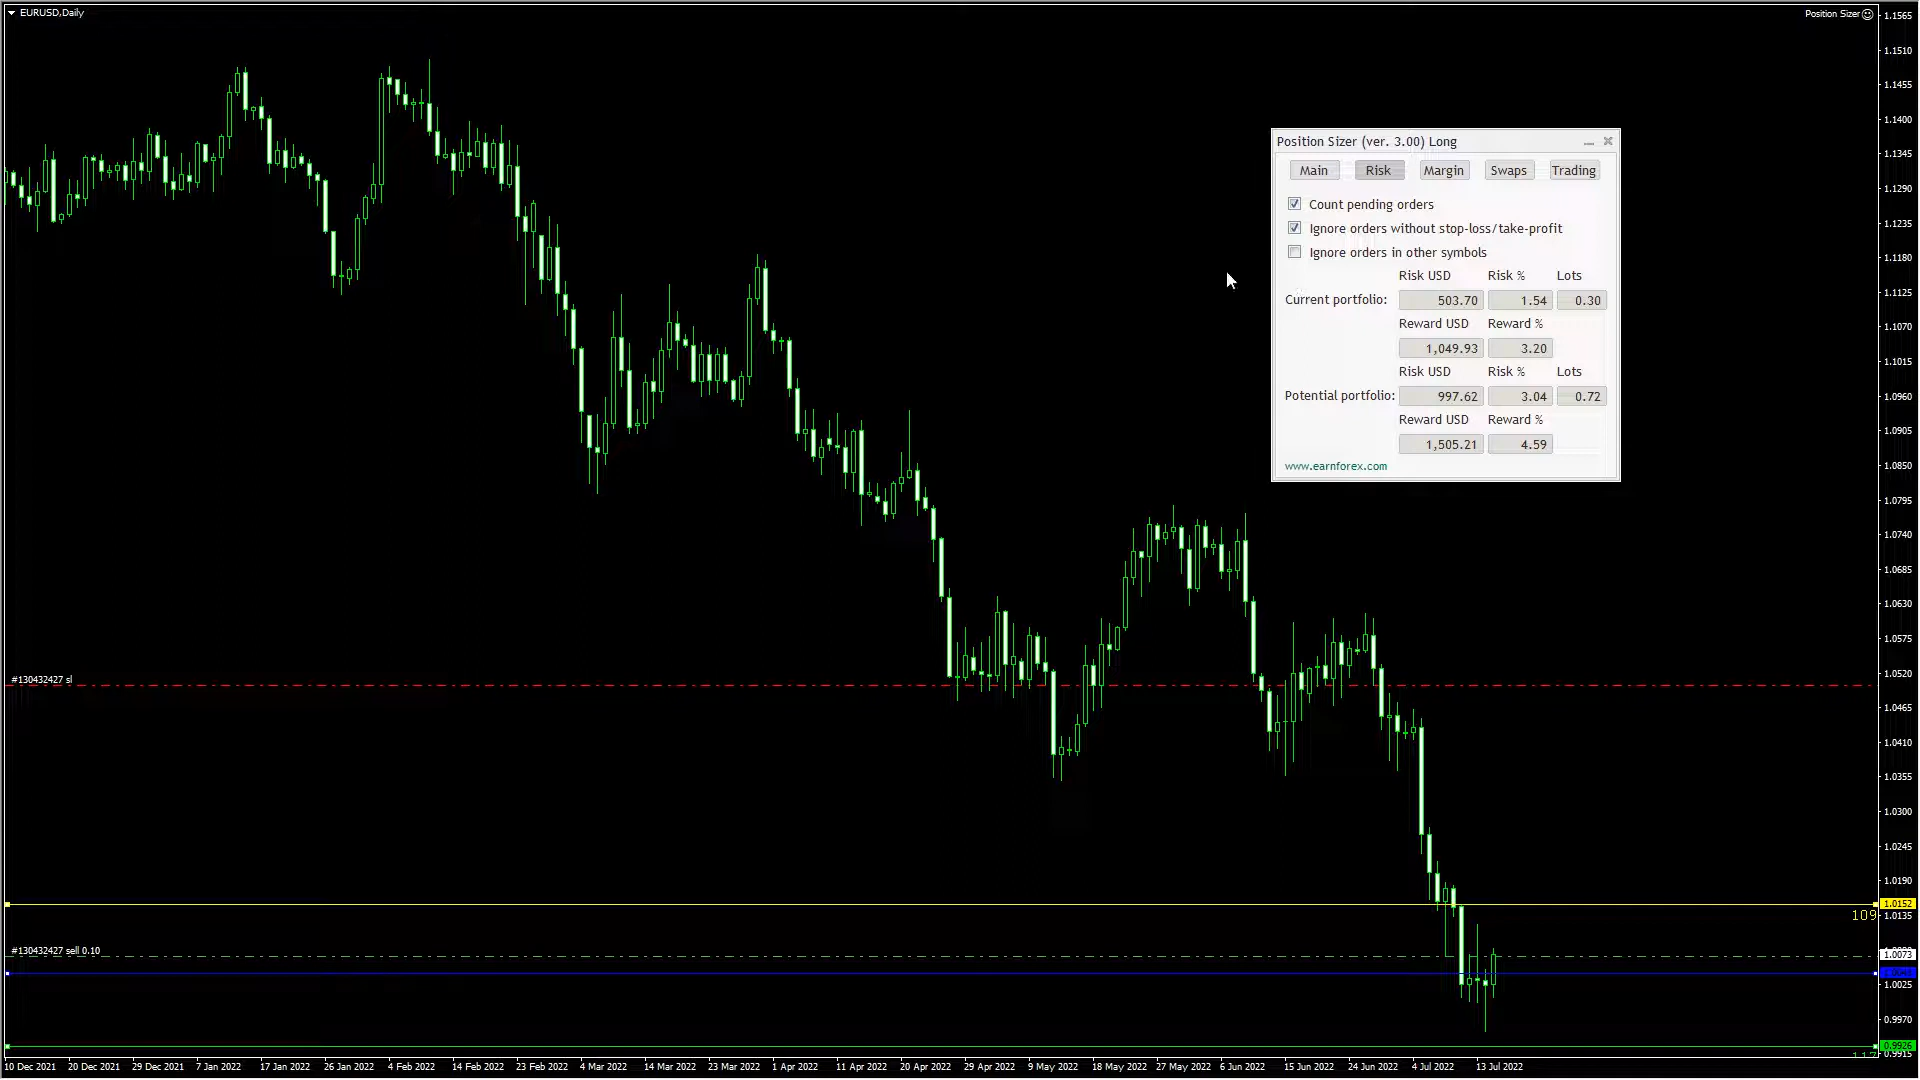 EURUSD,Daily
Position Sizer
1.1565
1.1510
1.1455
1.1400
1.1345
1.1290
1.1235
1.1180
1.1125
1.1070
1.1015
1.0960
1.0905
1.0850
1.0795
1.0740
1.0685
1.0630
1.0575
1.0520
1.0465
1.0410
1.0355
1.0300
1.0245
1.0190
1.0152
1.0135
1.0073
1.0025
0.9970
0.9926
0.9915
Position Sizer (ver. 3.00) Long
Main Risk Margin Swaps Trading
Count pending orders
Ignore orders without stop-loss/take-profit
Ignore orders in other symbols
Risk USD Risk % Lots
Current portfolio: 503.70 1.54 0.30
Reward USD Reward %
1,049.93 3.20
Risk USD Risk % Lots
Potential portfolio: 997.62 3.04 0.72
Reward USD Reward %
1,505.21 4.59
www.earnforex.com
#130432427 sl
109
#130432427 sell 0.10
10 Dec 2021 20 Dec 2021 29 Dec 2021 7 Jan 2022 17 Jan 2022 26 Jan 2022 4 Feb 2022 14 Feb 2022 23 Feb 2022 4 Mar 2022 14 Mar 2022 23 Mar 2022 1 Apr 2022 11 Apr 2022 20 Apr 2022 29 Apr 2022 9 May 2022 18 May 2022 27 May 2022 6 Jun 2022 15 Jun 2022 24 Jun 2022 4 Jul 2022 13 Jul 2022